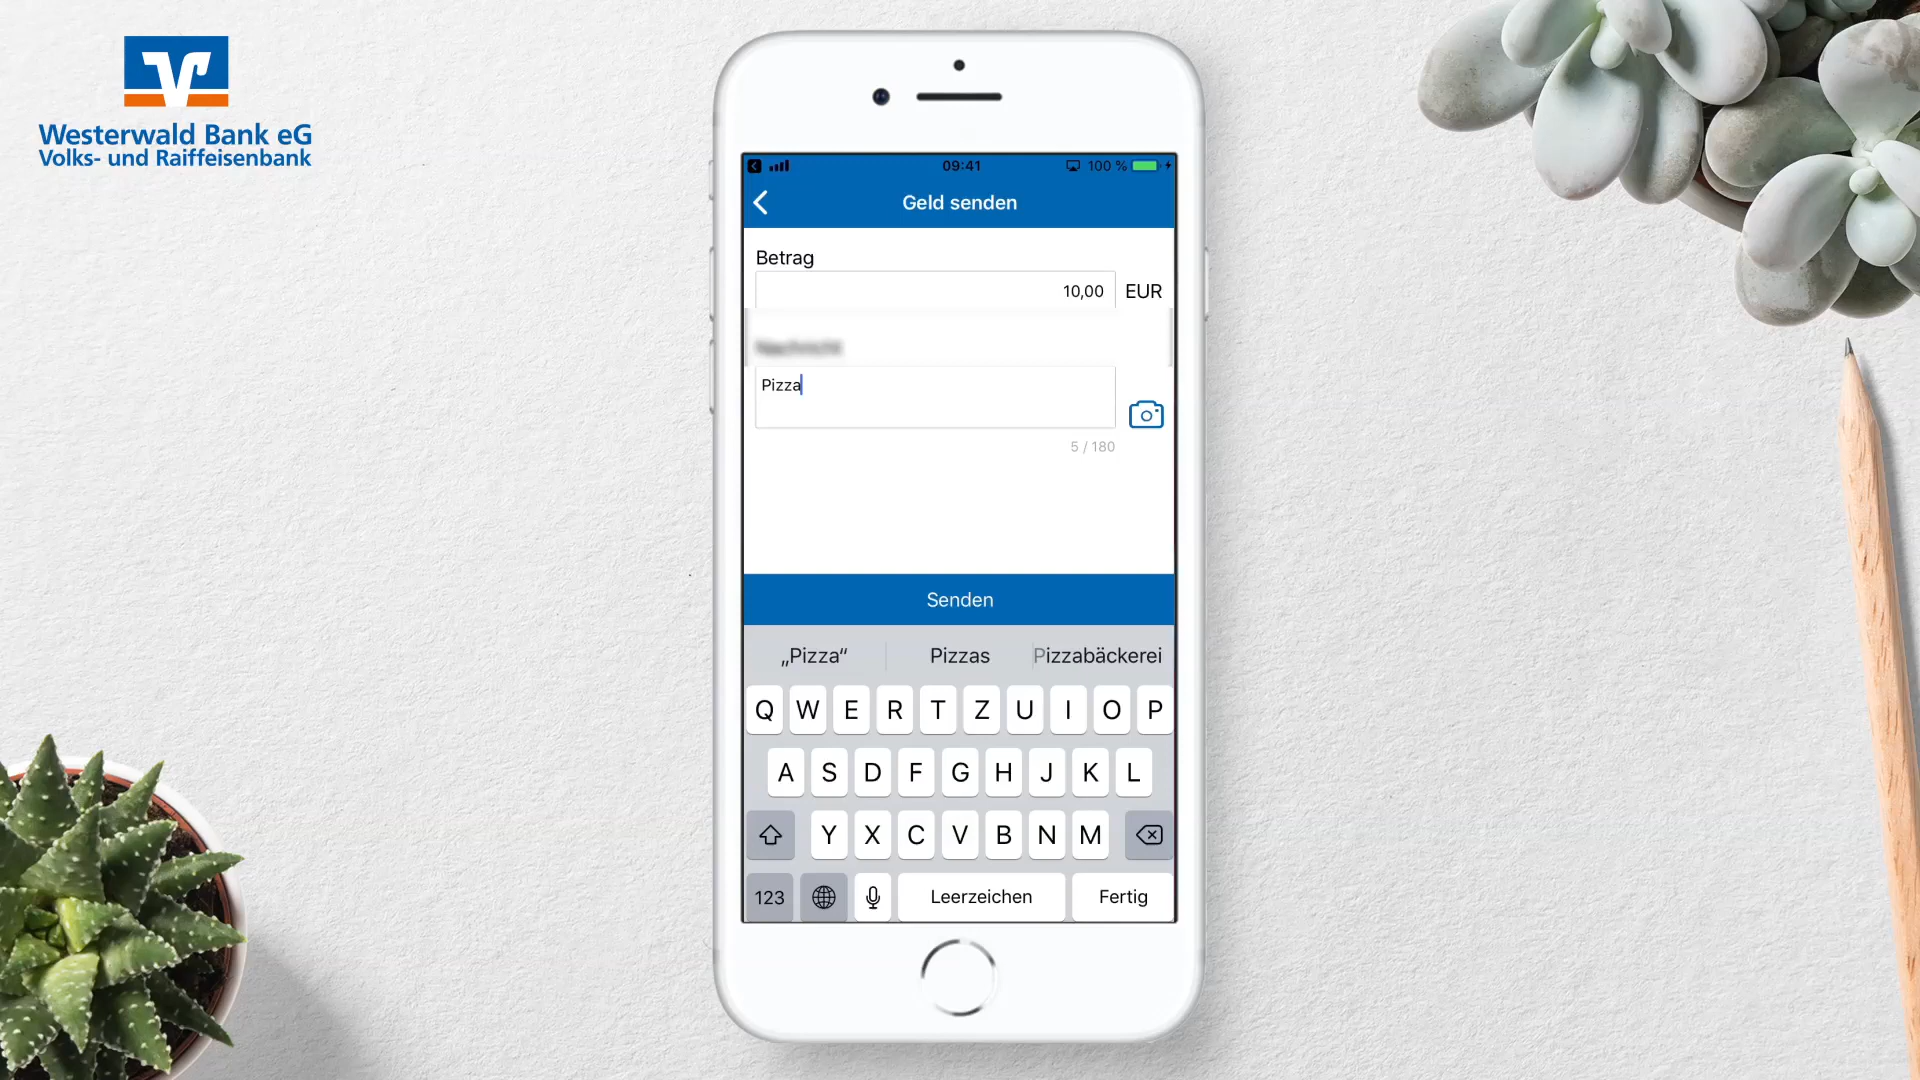 Westerwald Bank eG
Volks- und Raiffeisenbank
09:41
100 %
Geld senden
Betrag
10,00 EUR
Nachricht
Pizza
5 / 180
Senden
„Pizza“ Pizzas Pizzabäckerei
Q W E R T Z U I O P
A S D F G H J K L
Y X C V B N M
123 Leerzeichen Fertig